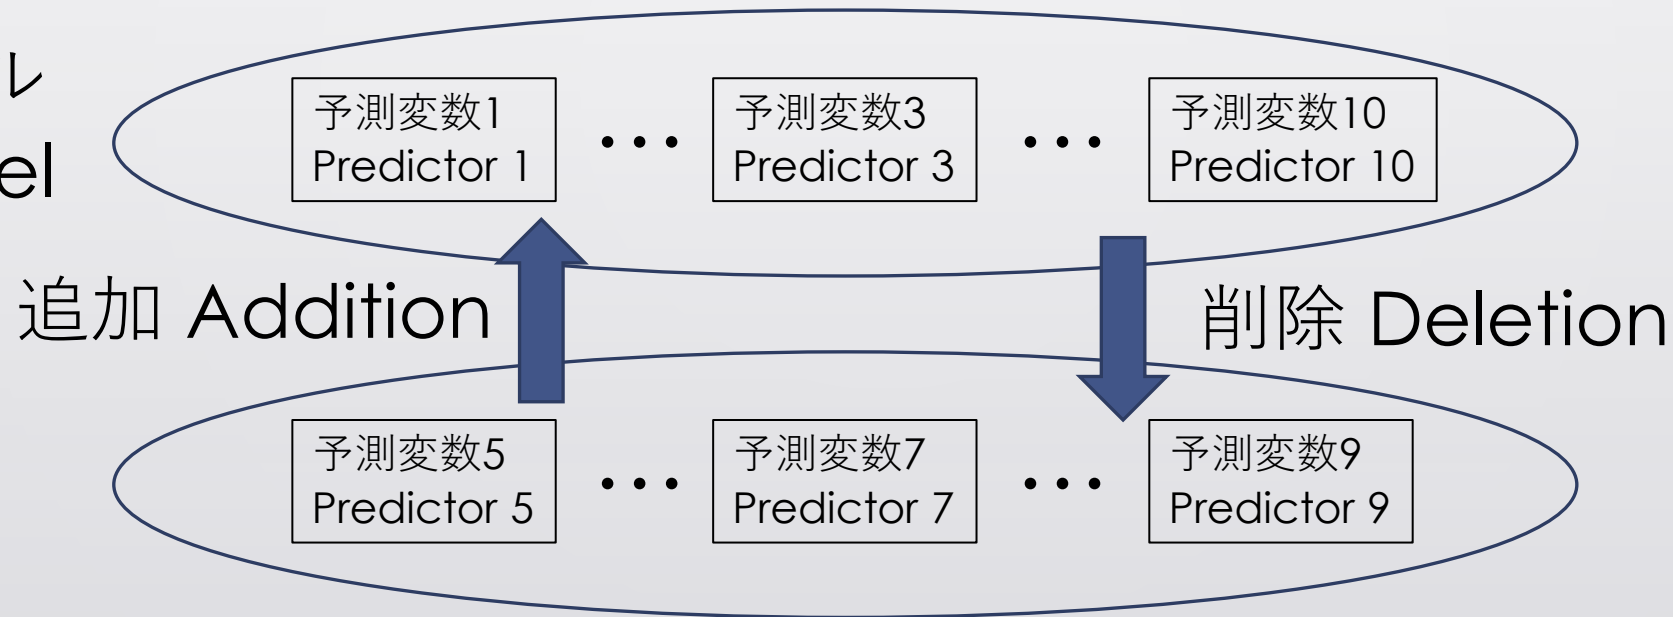 ル
el
予測変数1
Predictor 1
•••
予測変数3
Predictor 3
•••
予測変数10
Predictor 10
追加 Addition
削除 Deletion
予測変数5
Predictor 5
•••
予測変数7
Predictor 7
•••
予測変数9
Predictor 9